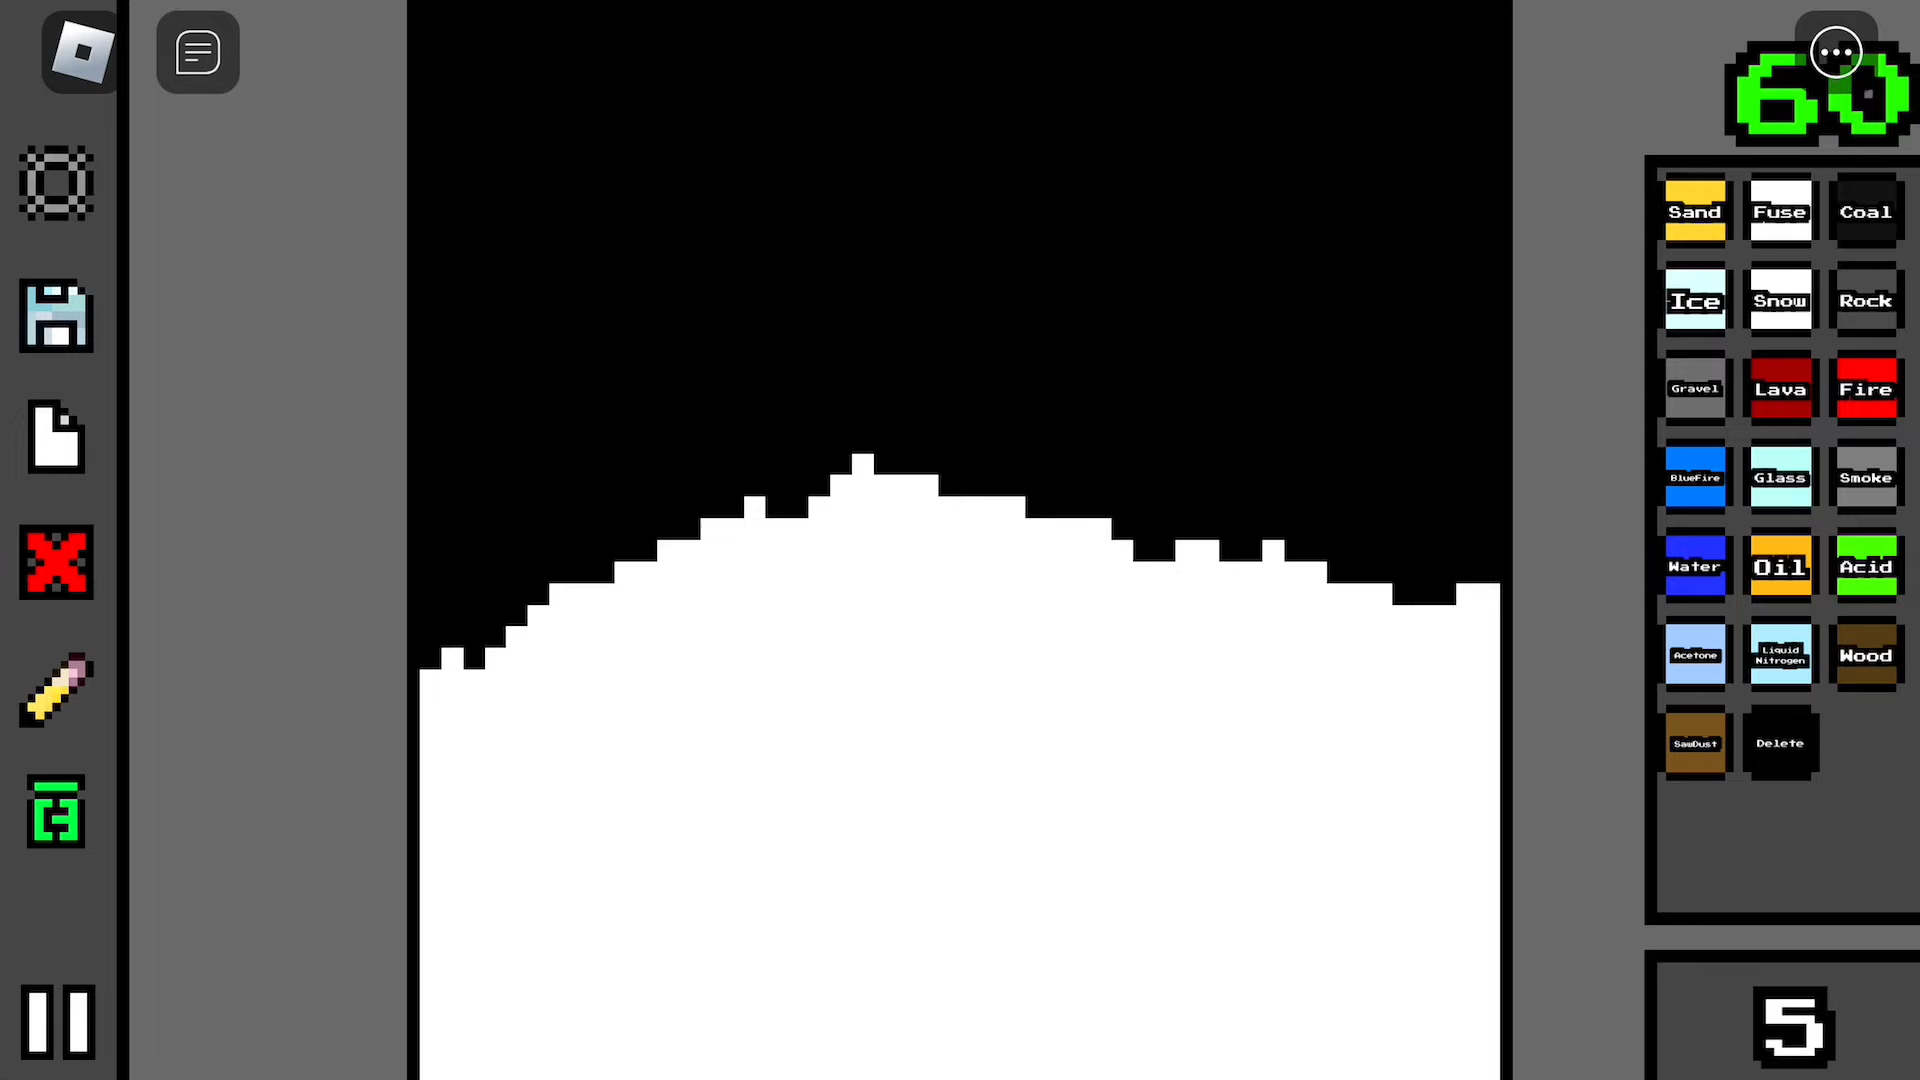 60
Sand Fuse Coal
Ice Snow Rock
Gravel Lava Fire
BlueFire Glass Smoke
Water Oil Acid
Acetone Liquid Nitrogen Wood
SawDust Delete
5